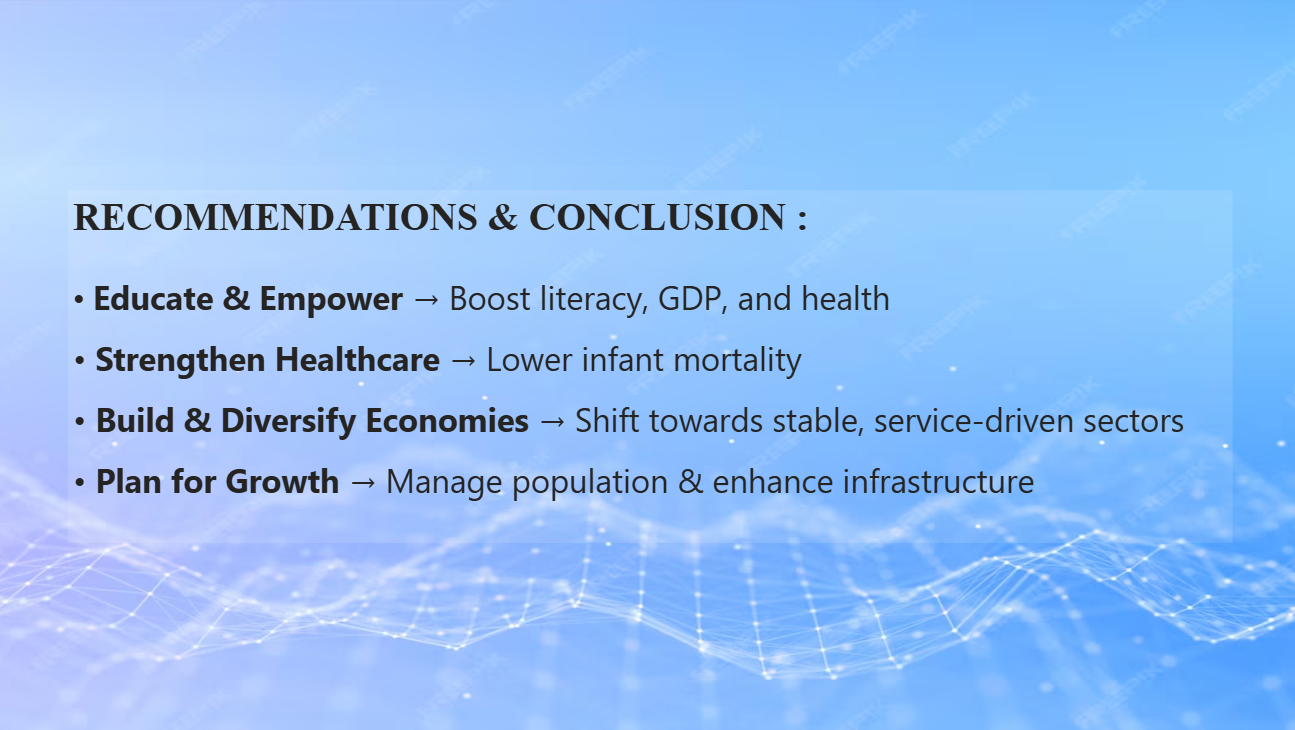 RECOMMENDATIONS & CONCLUSION :
• Educate & Empower → Boost literacy, GDP, and health
• Strengthen Healthcare → Lower infant mortality
• Build & Diversify Economies → Shift towards stable, service-driven sectors
• Plan for Growth → Manage population & enhance infrastructure